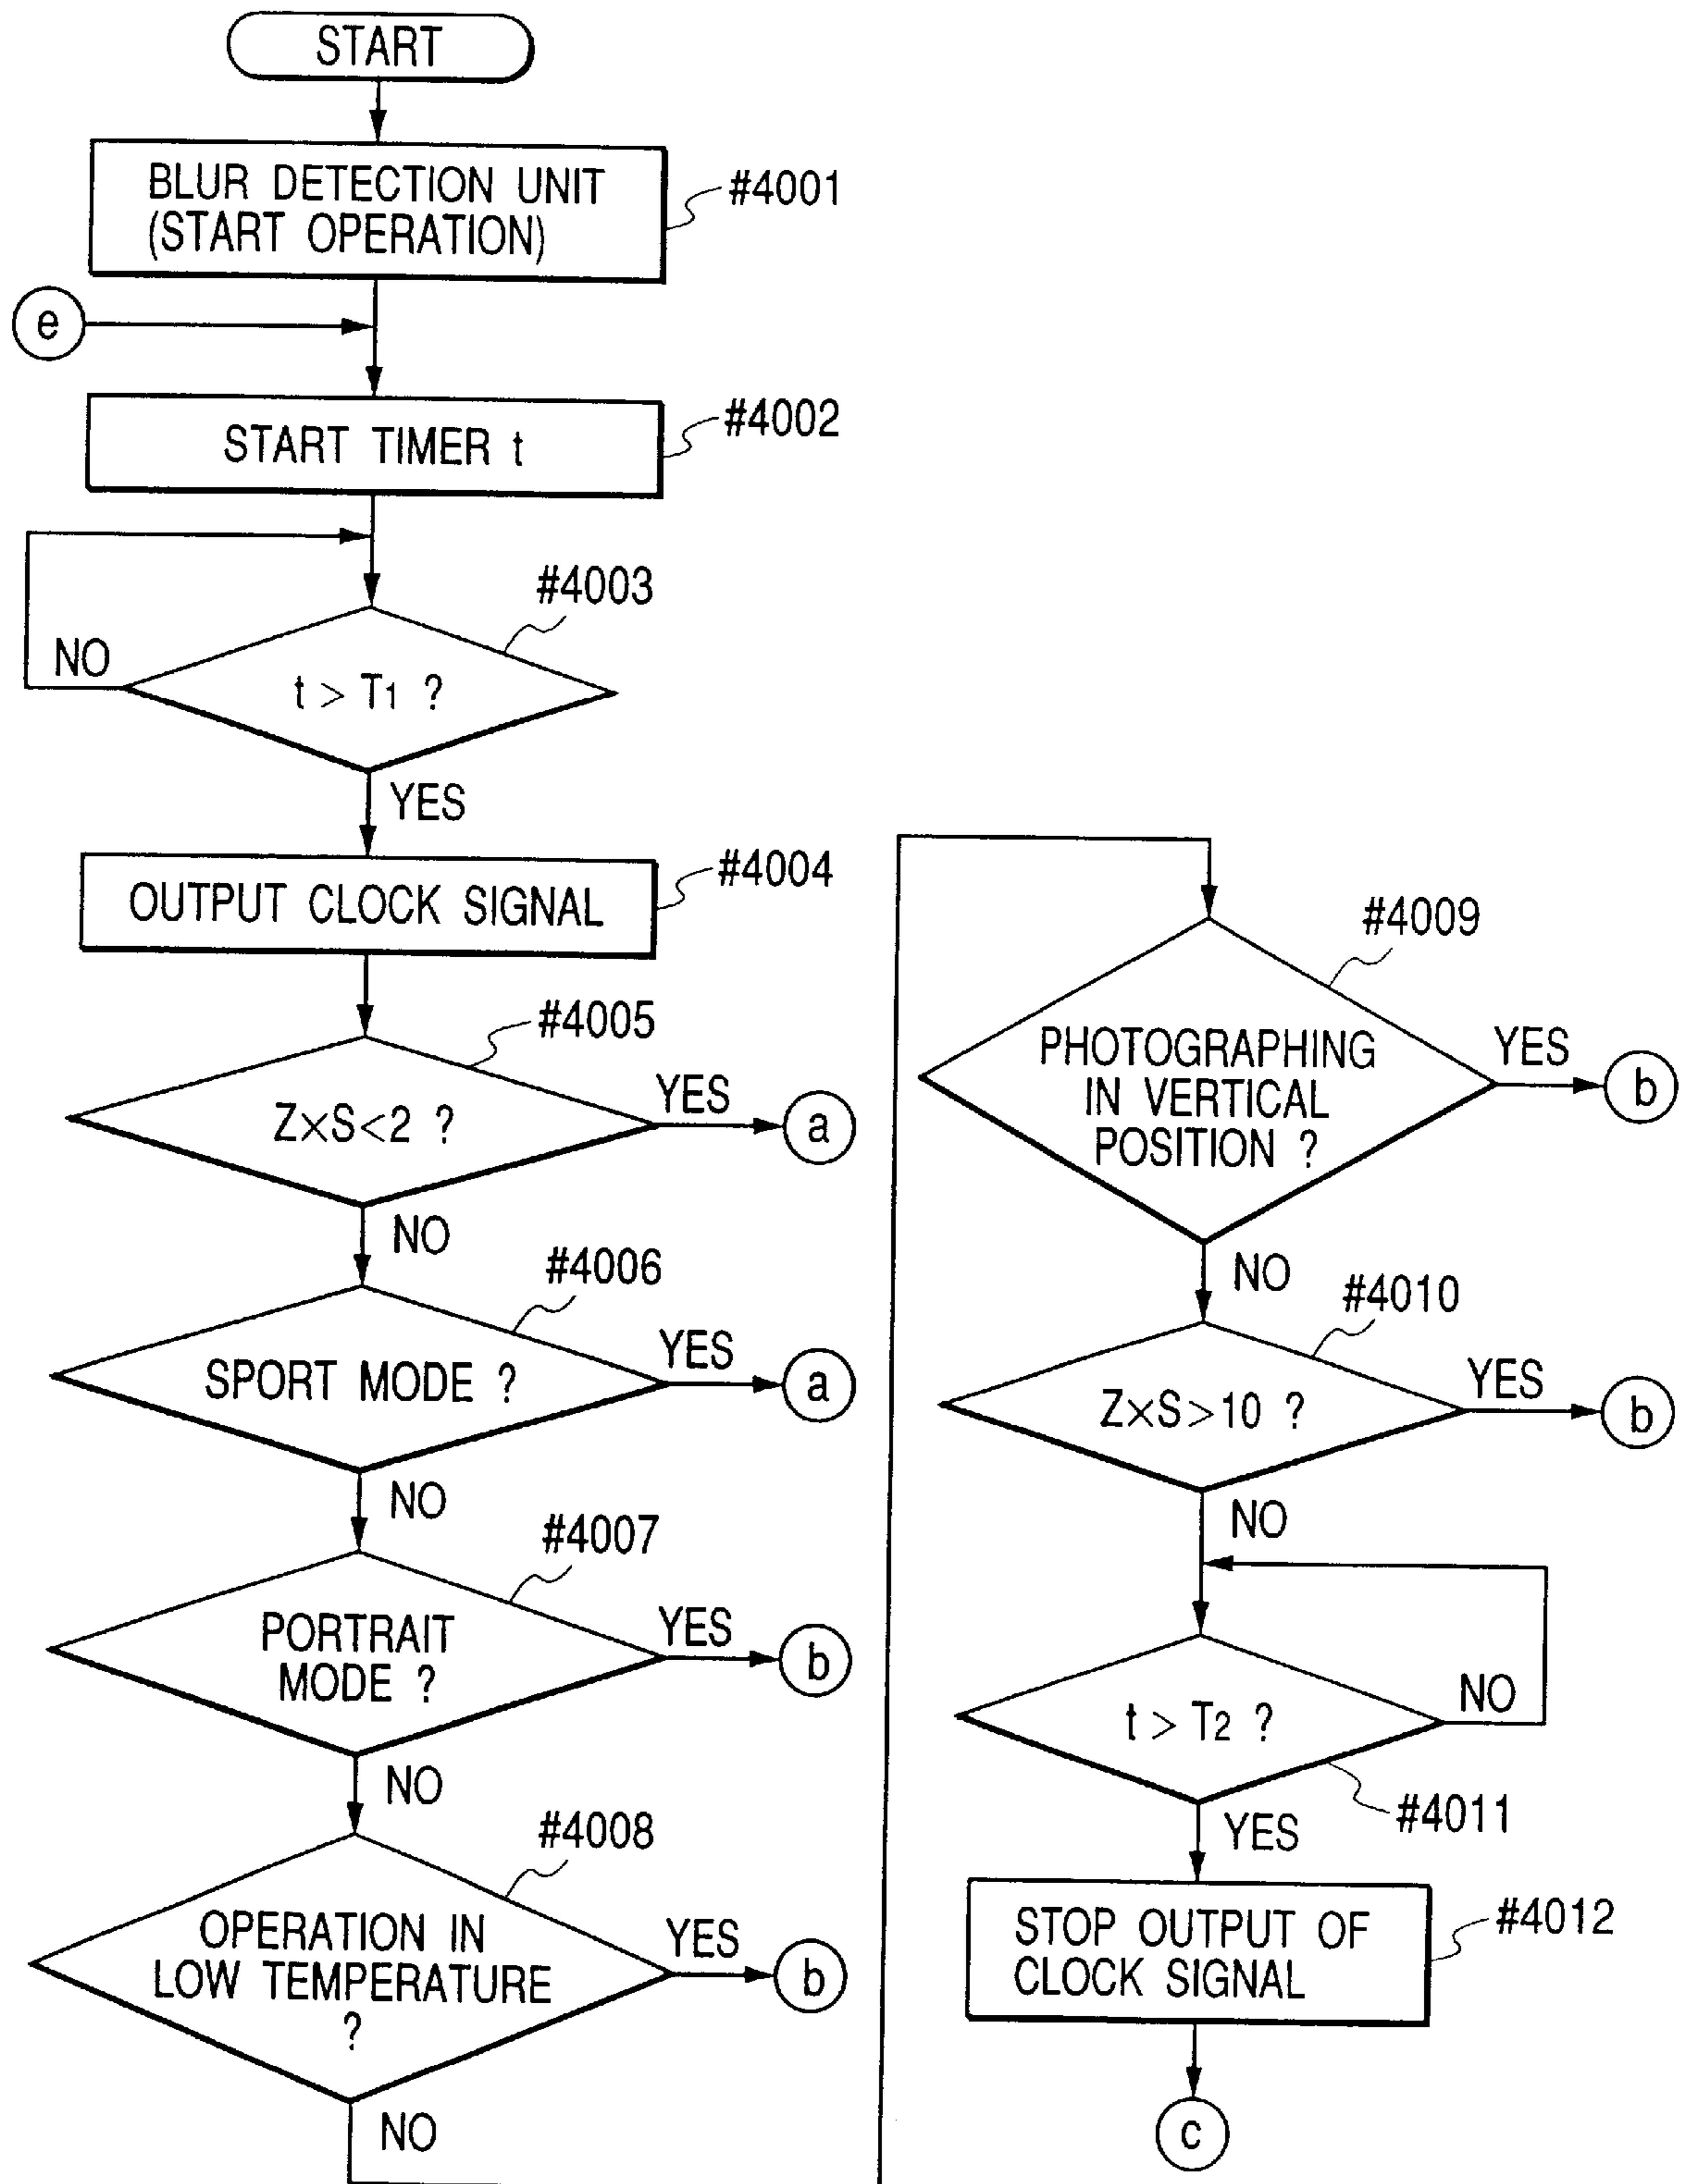 START
BLUR DETECTION UNIT
(START OPERATION)
#4001
e
START TIMER t
#4002
#4003
NO
t > T1 ?
YES
OUTPUT CLOCK SIGNAL
#4004
#4005
Z×S<2 ?
YES
a
NO
#4006
SPORT MODE ?
YES
a
NO
#4007
PORTRAIT
MODE ?
YES
b
NO
#4008
OPERATION IN
LOW TEMPERATURE
?
YES
b
NO
#4009
PHOTOGRAPHING
IN VERTICAL
POSITION ?
YES
b
NO
#4010
Z×S>10 ?
YES
b
NO
t > T2 ?
NO
#4011
YES
STOP OUTPUT OF
CLOCK SIGNAL
#4012
c